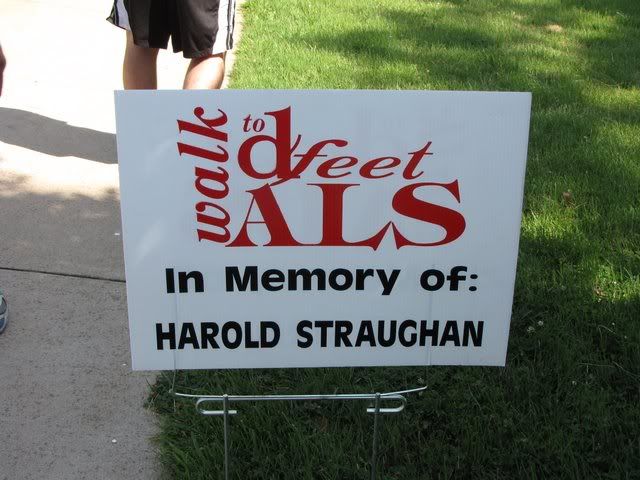 walk
to
d feet
ALS
In Memory of:
HAROLD STRAUGHAN